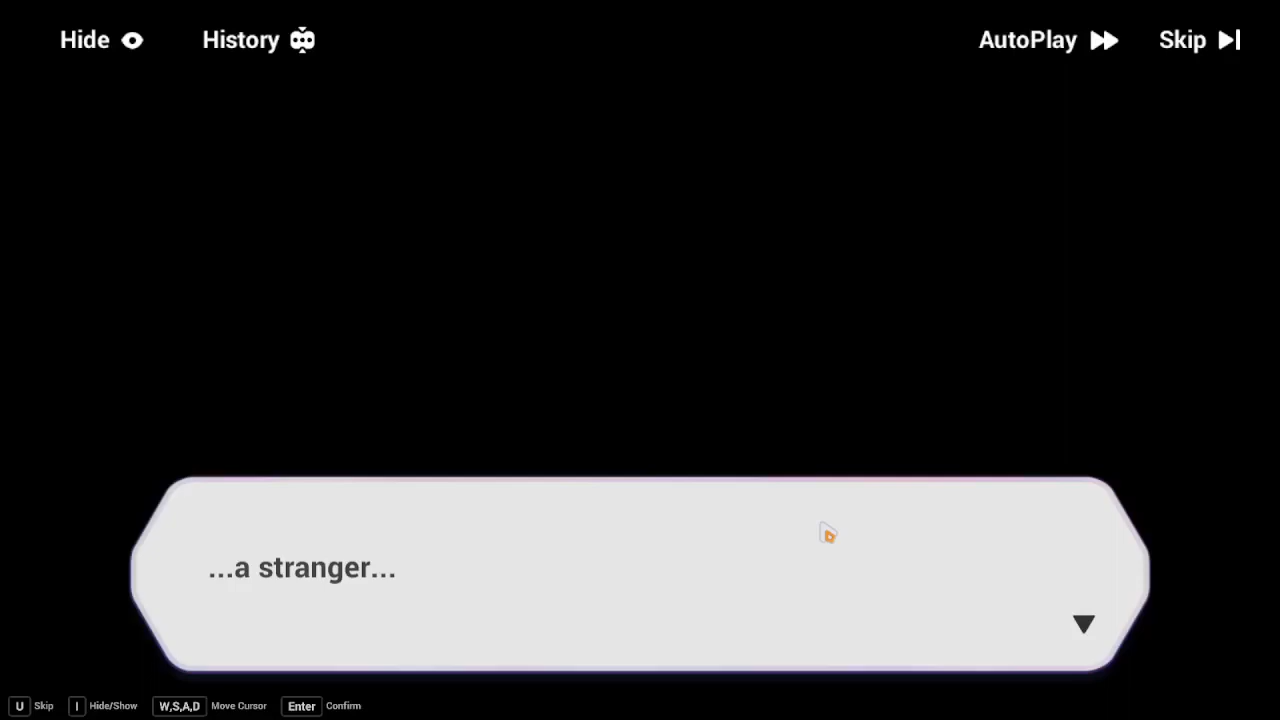 Hide
History
AutoPlay
Skip
...a stranger...
U Skip
I Hide/Show
W,S,A,D Move Cursor
Enter Confirm